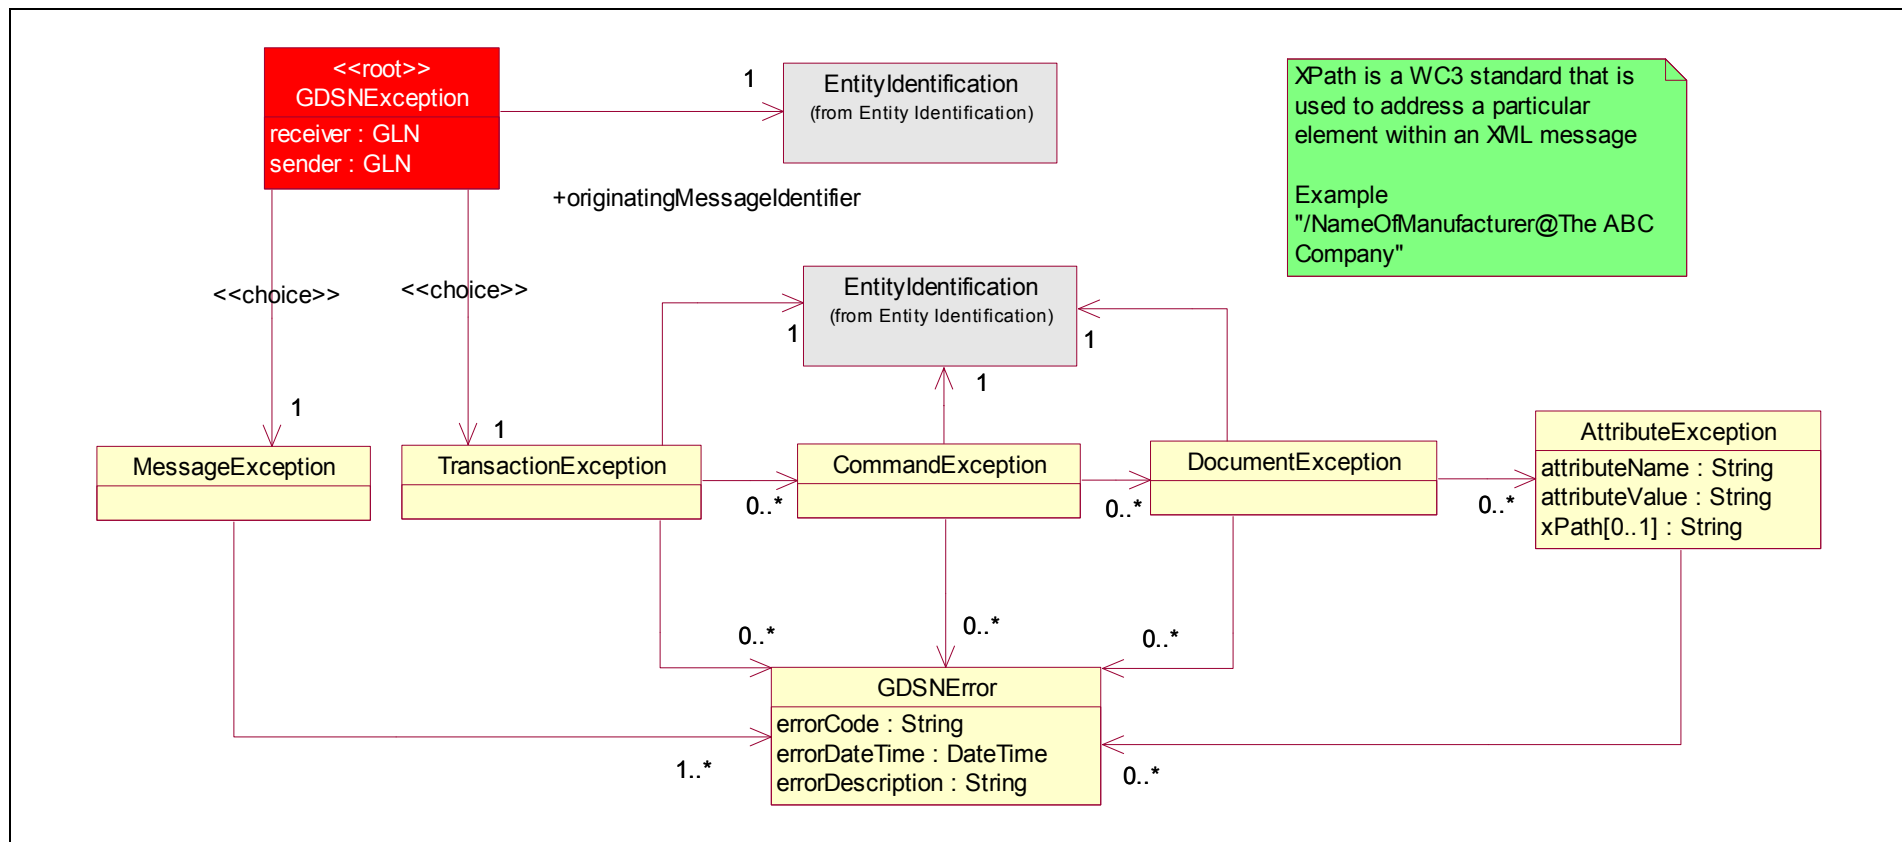 <<root>>
GDSNException
receiver : GLN
sender : GLN
1
EntityIdentification
(from Entity Identification)
+originatingMessageIdentifier
XPath is a WC3 standard that is
used to address a particular
element within an XML message
Example
"/NameOfManufacturer@The ABC
Company"
<<choice>>
<<choice>>
EntityIdentification
(from Entity Identification)
1
1
1
1
1
MessageException
TransactionException
0..*
CommandException
0..*
DocumentException
0..*
AttributeException
attributeName : String
attributeValue : String
xPath[0..1] : String
0..*
0..*
0..*
1..*
0..*
GDSNError
errorCode : String
errorDateTime : DateTime
errorDescription : String